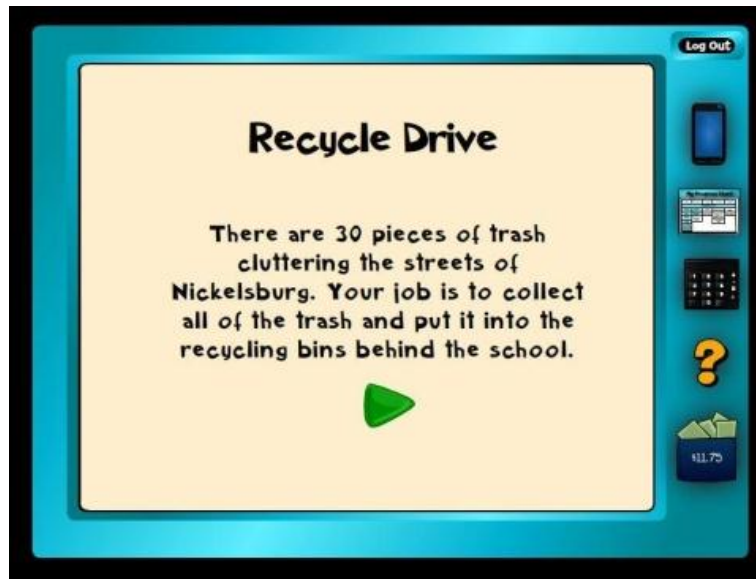 Log Out
Recycle Drive
There are 30 pieces of trash
cluttering the streets of
Nickelsburg. Your job is to collect
all of the trash and put it into the
recycling bins behind the school.
?
$11.75